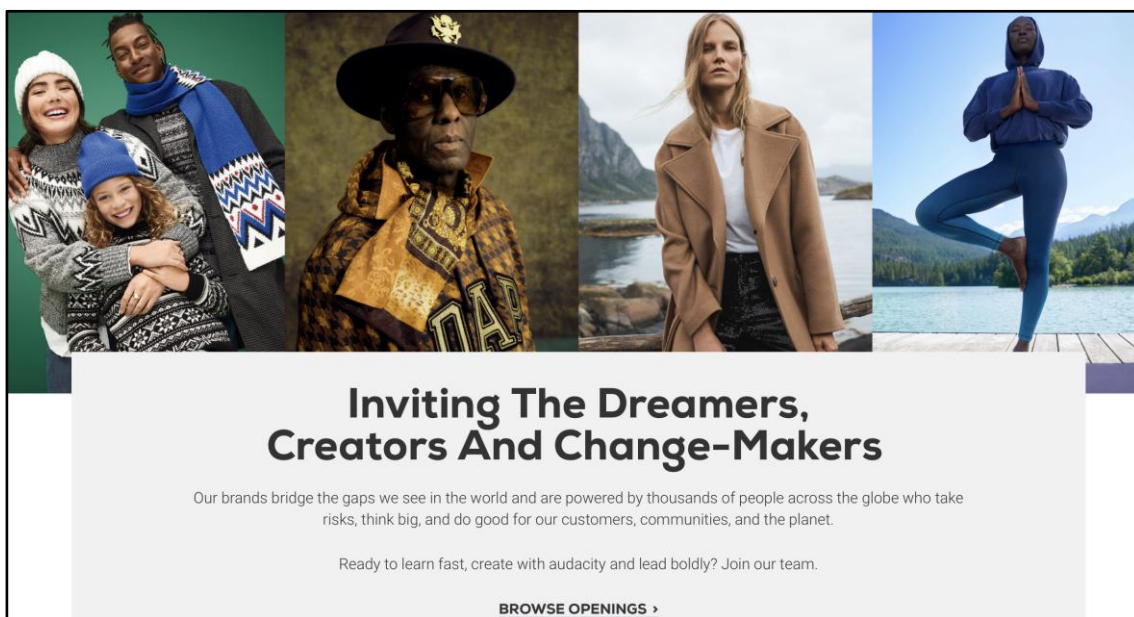 DAP
Inviting The Dreamers,
Creators And Change-Makers
Our brands bridge the gaps we see in the world and are powered by thousands of people across the globe who take
risks, think big, and do good for our customers, communities, and the planet.
Ready to learn fast, create with audacity and lead boldly? Join our team.
BROWSE OPENINGS >